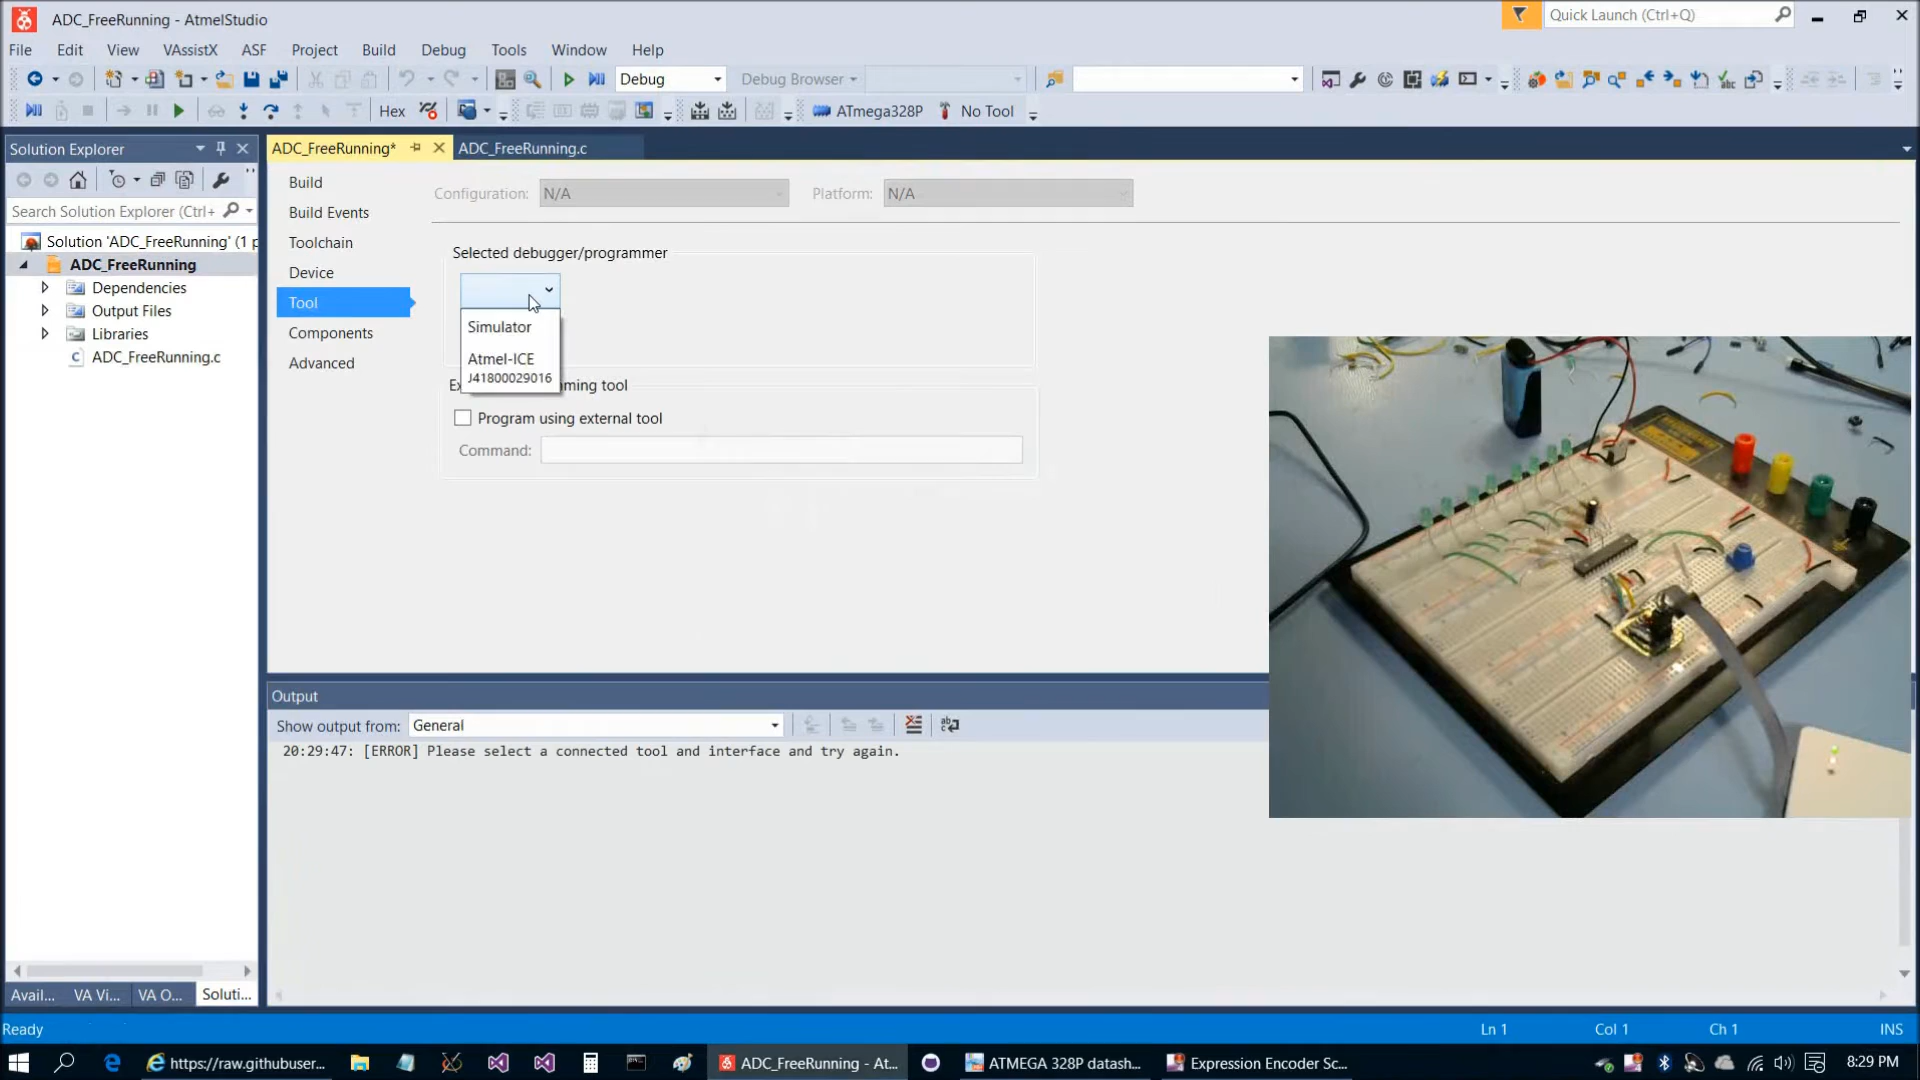 ADC_FreeRunning - AtmelStudio
Quick Launch (Ctrl+Q)
File Edit View VAssistX ASF Project Build Debug Tools Window Help
Debug
Debug Browser
Hex
ATmega328P
No Tool
Solution Explorer
ADC_FreeRunning*
ADC_FreeRunning.c
Search Solution Explorer (Ctrl+
Solution 'ADC_FreeRunning' (1 p
ADC_FreeRunning
Dependencies
Output Files
Libraries
ADC_FreeRunning.c
Build
Build Events
Toolchain
Device
Tool
Components
Advanced
Configuration: N/A
Platform: N/A
Selected debugger/programmer
Simulator
Atmel-ICE
J41800029016
Ex
ming tool
Program using external tool
Command:
Output
Show output from: General
20:29:47: [ERROR] Please select a connected tool and interface and try again.
Avail... VA Vi... VA O... Soluti...
Ready
Ln 1
Col 1
Ch 1
INS
https://raw.githubuser...
ADC_FreeRunning - At...
ATMEGA 328P datash...
Expression Encoder Sc...
8:29 PM